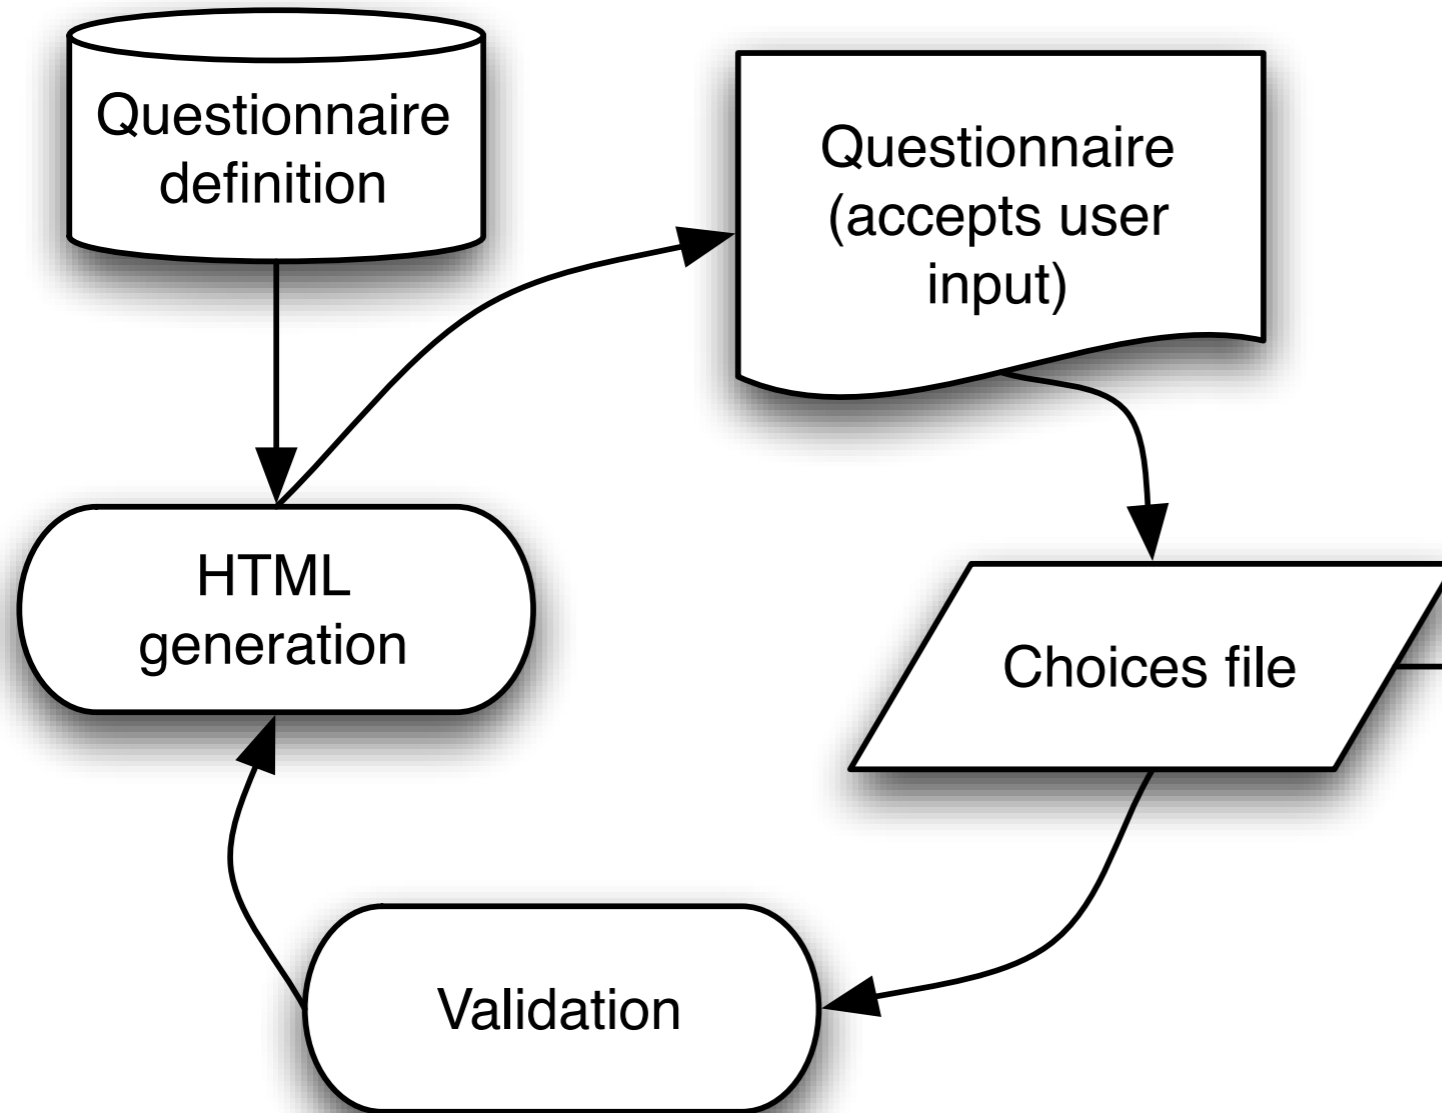 Questionnaire
definition
Questionnaire
(accepts user
input)
HTML
generation
Choices file
Validation